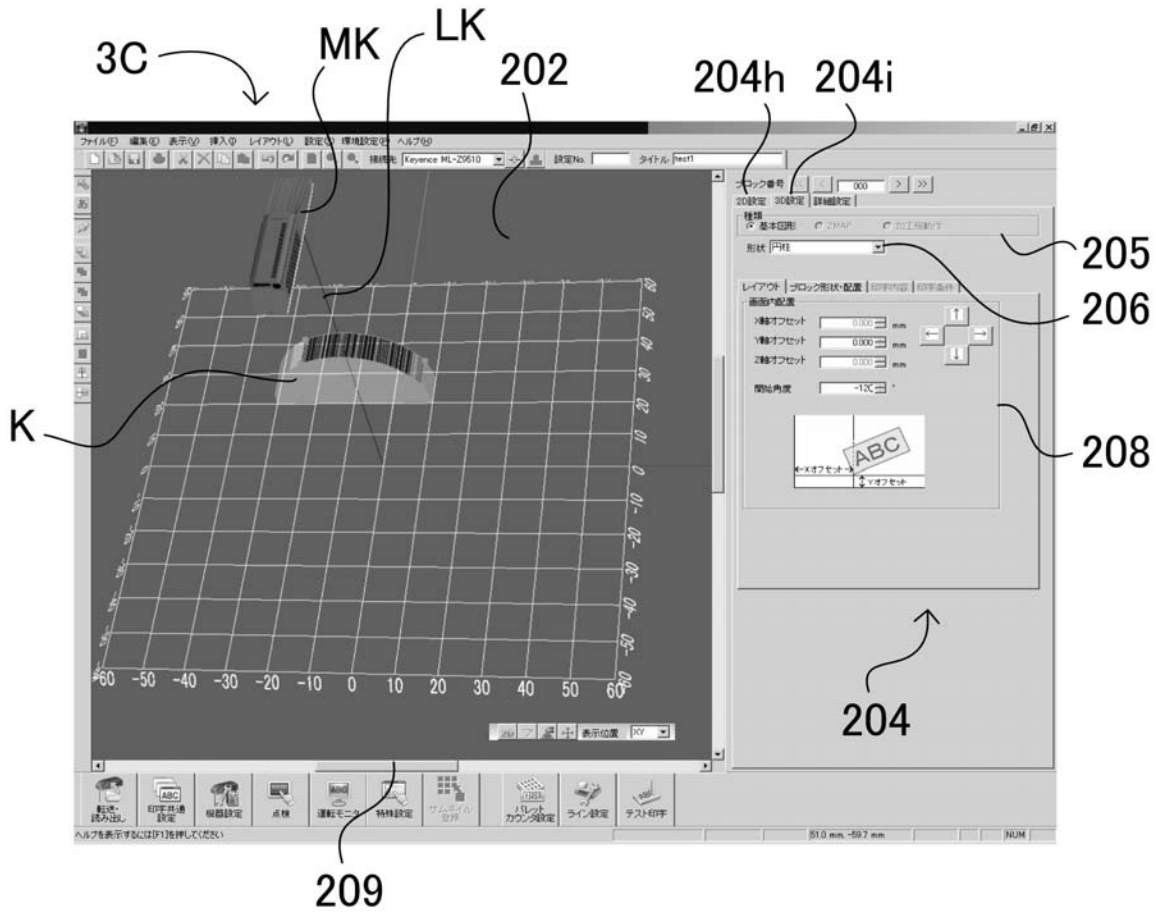 3C
MK
LK
202
204h
204i
ファイル(F) 編集(E) 表示(V) 挿入(I) レイアウト(L) 設定(S) 環境設定(P) ヘルプ(H)
接続先 Keyence ML-Z9510 設定No. タイトル test1
ブロック番号 000
2D設定 3D設定 詳細設定
種類
基本図形 ZMAP 加工機動作
形状 円柱
205
206
レイアウト ブロック形状・配置 印字内容 印字条件
画面内配置
X軸オフセット 0.000 mm
Y軸オフセット 0.000 mm
Z軸オフセット 0.000 mm
開始角度 -120 °
ABC
Xオフセット
Yオフセット
208
K
60
50
40
30
20
10
0
-10
-20
-30
-40
-50
-60
-60 -50 -40 -30 -20 -10 0 10 20 30 40 50 60
204
2D 表示位置 XY
転送・読み出し
印字共通設定
機器設定
点検
運転モニタ
特殊設定
パレットカウンタ設定
ライン設定
テスト印字
ヘルプを表示するには[F1]を押してください
51.0 mm, -59.7 mm
NUM
209